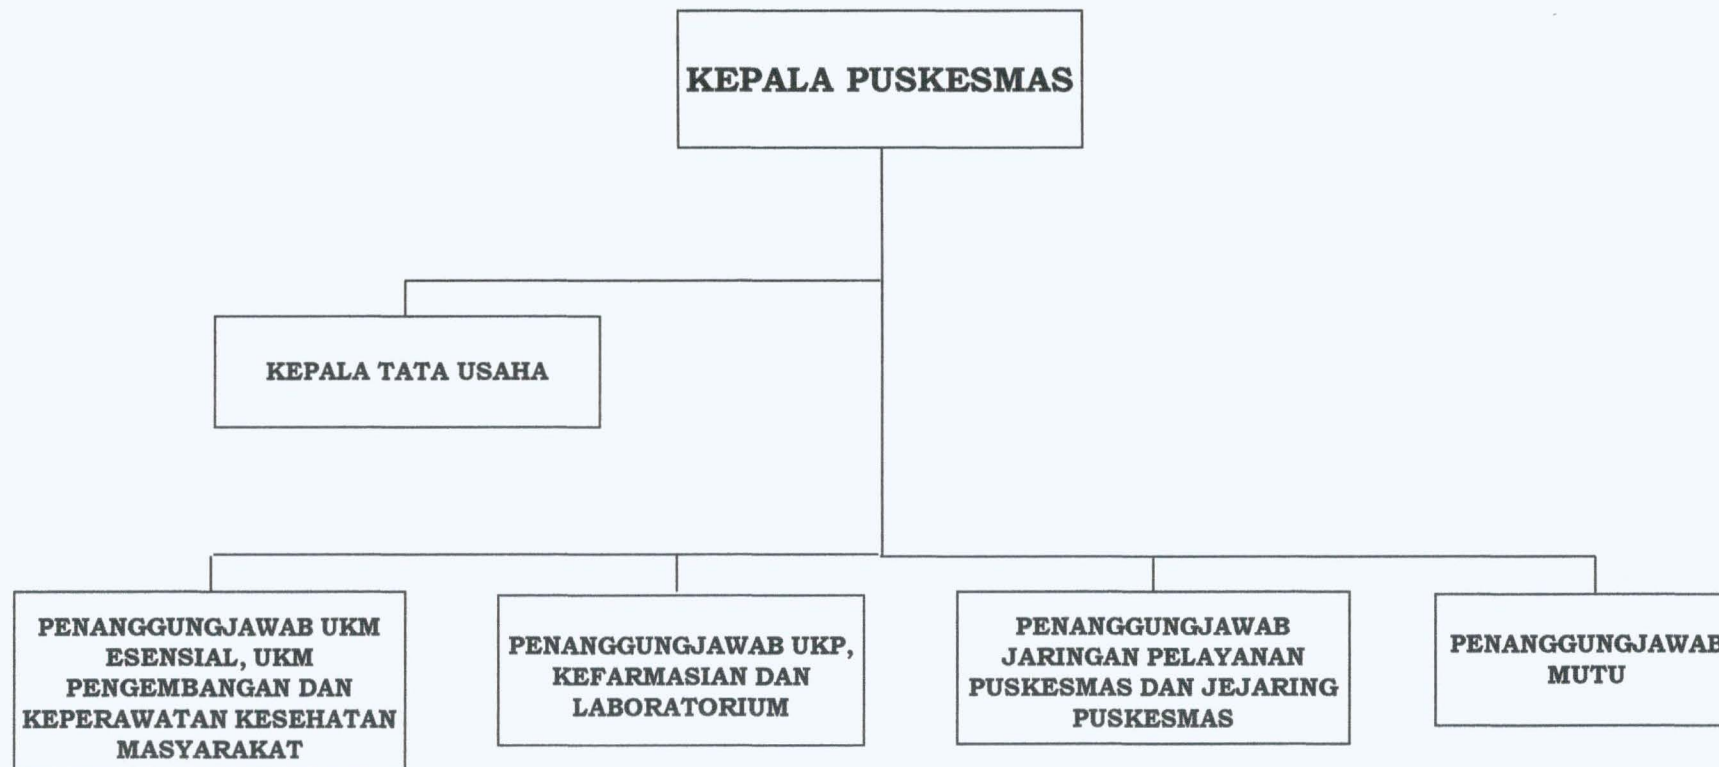 KEPALA PUSKESMAS
KEPALA TATA USAHA
PENANGGUNGJAWAB UKM
ESENSIAL, UKM
PENGEMBANGAN DAN
KEPERAWATAN KESEHATAN
MASYARAKAT
PENANGGUNGJAWAB UKP,
KEFARMASIAN DAN
LABORATORIUM
PENANGGUNGJAWAB
JARINGAN PELAYANAN
PUSKESMAS DAN JEJARING
PUSKESMAS
PENANGGUNGJAWAB
MUTU